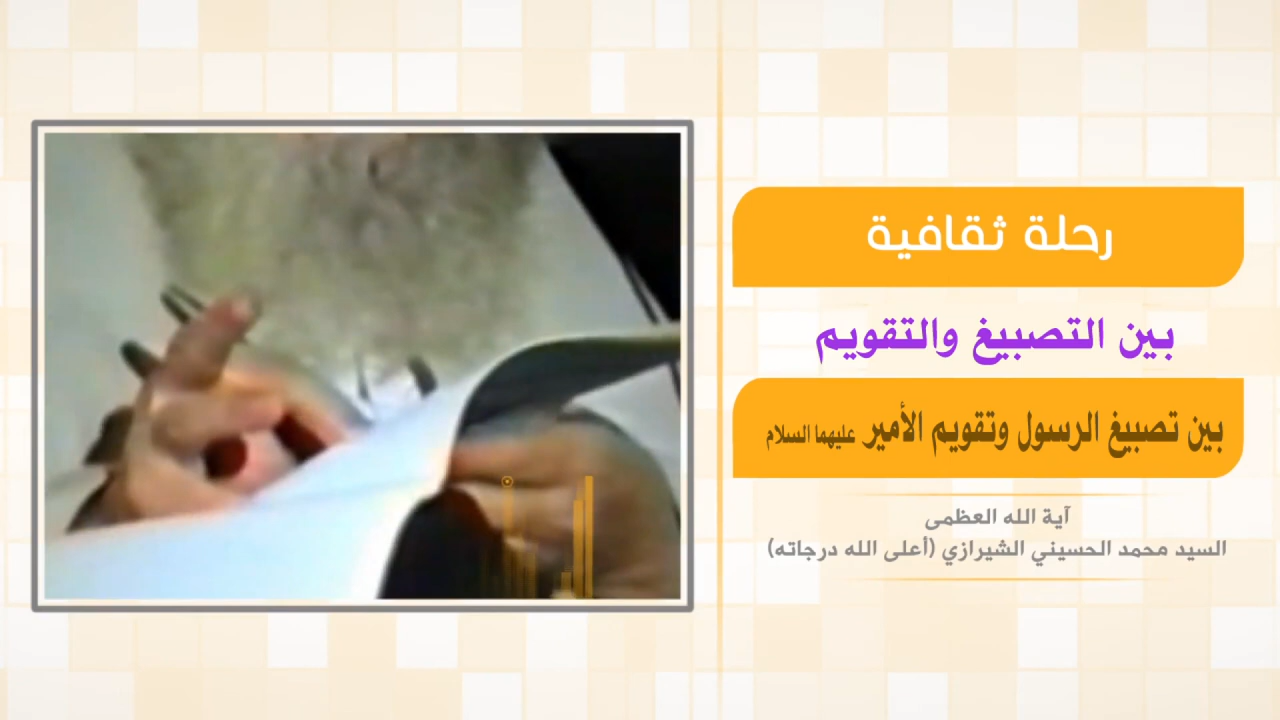 رحلة ثقافية
بين التصبيغ والتقويم
بين تصبيغ الرسول وتقويم الأمير عليهما السلام
آية الله العظمى
السيد محمد الحسيني الشيرازي (أعلى الله درجاته)